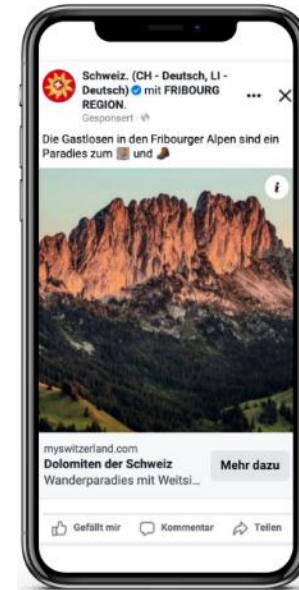 Schweiz. (CH - Deutsch, LI -
Deutsch) mit FRIBOURG
REGION.
Gesponsert
Die Gastlosen in den Fribourger Alpen sind ein
Paradies zum und
i
myswitzerland.com
Dolomiten der Schweiz
Wanderparadies mit Weitsi...
Mehr dazu
Gefällt mir Kommentar Teilen